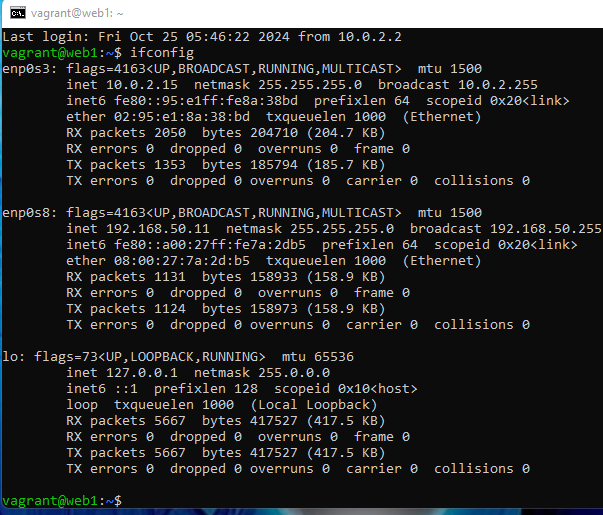 vagrant@web1: ~
Last login: Fri Oct 25 05:46:22 2024 from 10.0.2.2
vagrant@web1:~$ ifconfig
enp0s3: flags=4163<UP,BROADCAST,RUNNING,MULTICAST>  mtu 1500
        inet 10.0.2.15  netmask 255.255.255.0  broadcast 10.0.2.255
        inet6 fe80::95:e1ff:fe8a:38bd  prefixlen 64  scopeid 0x20<link>
        ether 02:95:e1:8a:38:bd  txqueuelen 1000  (Ethernet)
        RX packets 2050  bytes 204710 (204.7 KB)
        RX errors 0  dropped 0  overruns 0  frame 0
        TX packets 1353  bytes 185794 (185.7 KB)
        TX errors 0  dropped 0 overruns 0  carrier 0  collisions 0
enp0s8: flags=4163<UP,BROADCAST,RUNNING,MULTICAST>  mtu 1500
        inet 192.168.50.11  netmask 255.255.255.0  broadcast 192.168.50.255
        inet6 fe80::a00:27ff:fe7a:2db5  prefixlen 64  scopeid 0x20<link>
        ether 08:00:27:7a:2d:b5  txqueuelen 1000  (Ethernet)
        RX packets 1131  bytes 158933 (158.9 KB)
        RX errors 0  dropped 0  overruns 0  frame 0
        TX packets 1124  bytes 158973 (158.9 KB)
        TX errors 0  dropped 0 overruns 0  carrier 0  collisions 0
lo: flags=73<UP,LOOPBACK,RUNNING>  mtu 65536
        inet 127.0.0.1  netmask 255.0.0.0
        inet6 ::1  prefixlen 128  scopeid 0x10<host>
        loop  txqueuelen 1000  (Local Loopback)
        RX packets 5667  bytes 417527 (417.5 KB)
        RX errors 0  dropped 0  overruns 0  frame 0
        TX packets 5667  bytes 417527 (417.5 KB)
        TX errors 0  dropped 0 overruns 0  carrier 0  collisions 0
vagrant@web1:~$